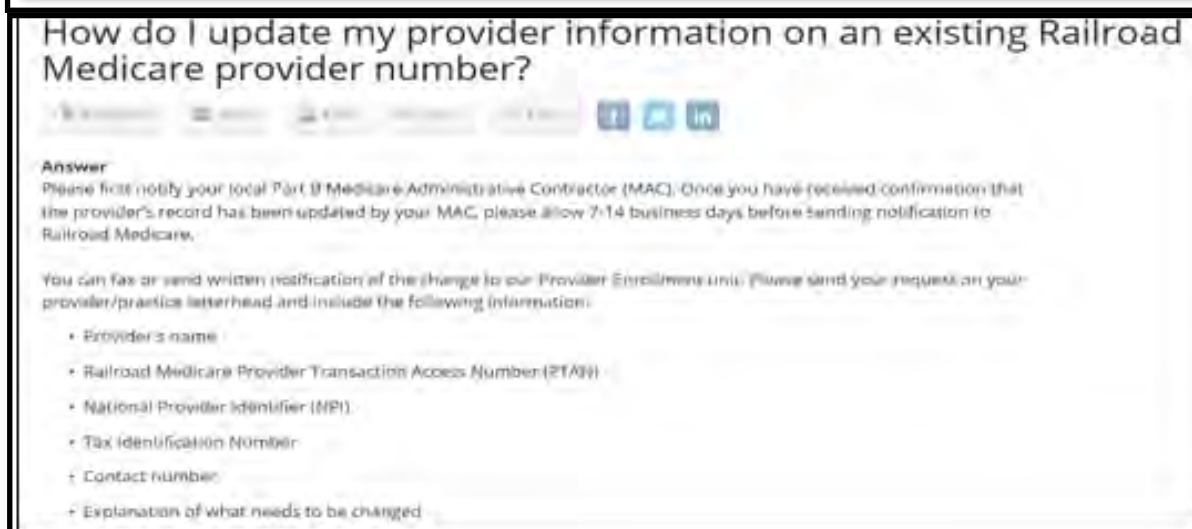 How do I update my provider information on an existing Railroad
Medicare provider number?
f
in
Answer
Please first notify your local Part B Medicare Administrative Contractor (MAC). Once you have received confirmation that
the provider's record has been updated by your MAC, please allow 7-14 business days before sending notification to
Railroad Medicare.
You can fax or send written notification of the change to our Provider Enrollment unit. Please send your request on your
provider/practice letterhead and include the following information:
• Provider's name
• Railroad Medicare Provider Transaction Access Number (PTAN)
• National Provider Identifier (NPI)
• Tax Identification Number
• Contact number
• Explanation of what needs to be changed